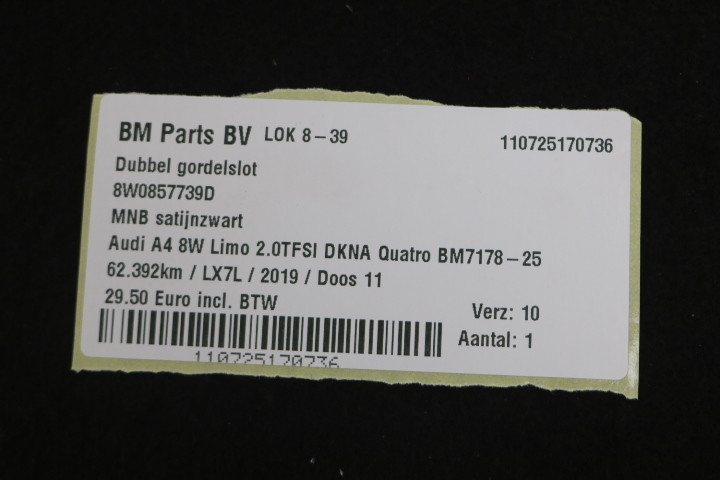 BM Parts BV LOK 8-39 110725170736
Dubbel gordelslot
8W0857739D
MNB satijnzwart
Audi A4 8W Limo 2.0TFSI DKNA Quatro BM7178-25
62.392km / LX7L / 2019 / Doos 11
29.50 Euro incl. BTW Verz: 10
Aantal: 1
110725170736